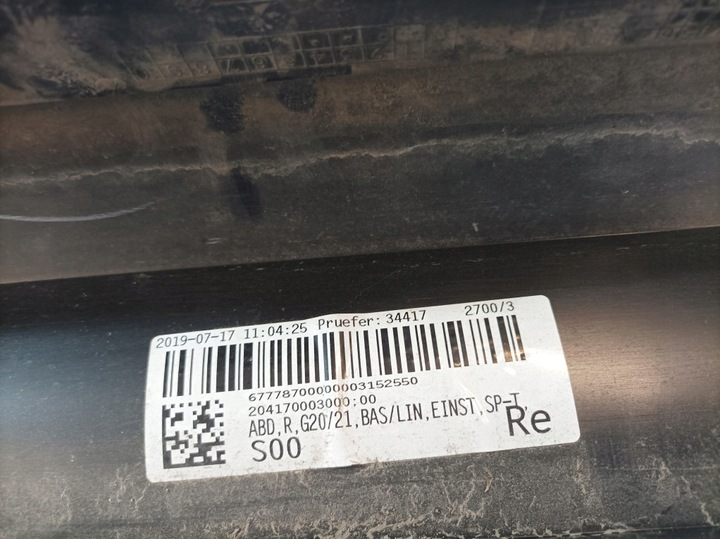 2019-07-17 11:04:25 Pruefer: 34417 2700/3
67778700000003152550
204170003000:00
ABD,R,G20/21,BAS/LIN,EINST,SP-T,
S00 Re